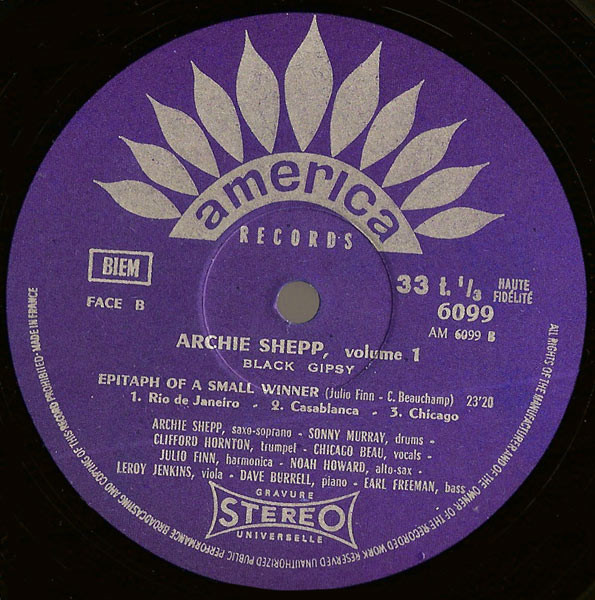 america
RECORDS
BIEM
FACE B
33 t. 1/3
HAUTE
FIDÉLITÉ
6099
AM 6099 B
ARCHIE SHEPP, volume 1
BLACK GIPSY
EPITAPH OF A SMALL WINNER (Julio Finn - C. Beauchamp) 23'20
1. Rio de Janeiro - 2. Casablanca - 3. Chicago
ARCHIE SHEPP, saxo-soprano - SONNY MURRAY, drums -
CLIFFORD HORNTON, trumpet - CHICAGO BEAU, vocals -
JULIO FINN, harmonica - NOAH HOWARD, alto-sax -
LEROY JENKINS, viola - DAVE BURRELL, piano - EARL FREEMAN, bass
GRAVURE
STEREO
UNIVERSELLE
ALL RIGHTS OF THE MANUFACTURER AND OF THE OWNER OF THE RECORDED WORK RESERVED UNAUTHORIZED PUBLIC PERFORMANCE BROADCASTING AND COPYING OF THIS RECORD PROHIBITED - MADE IN FRANCE